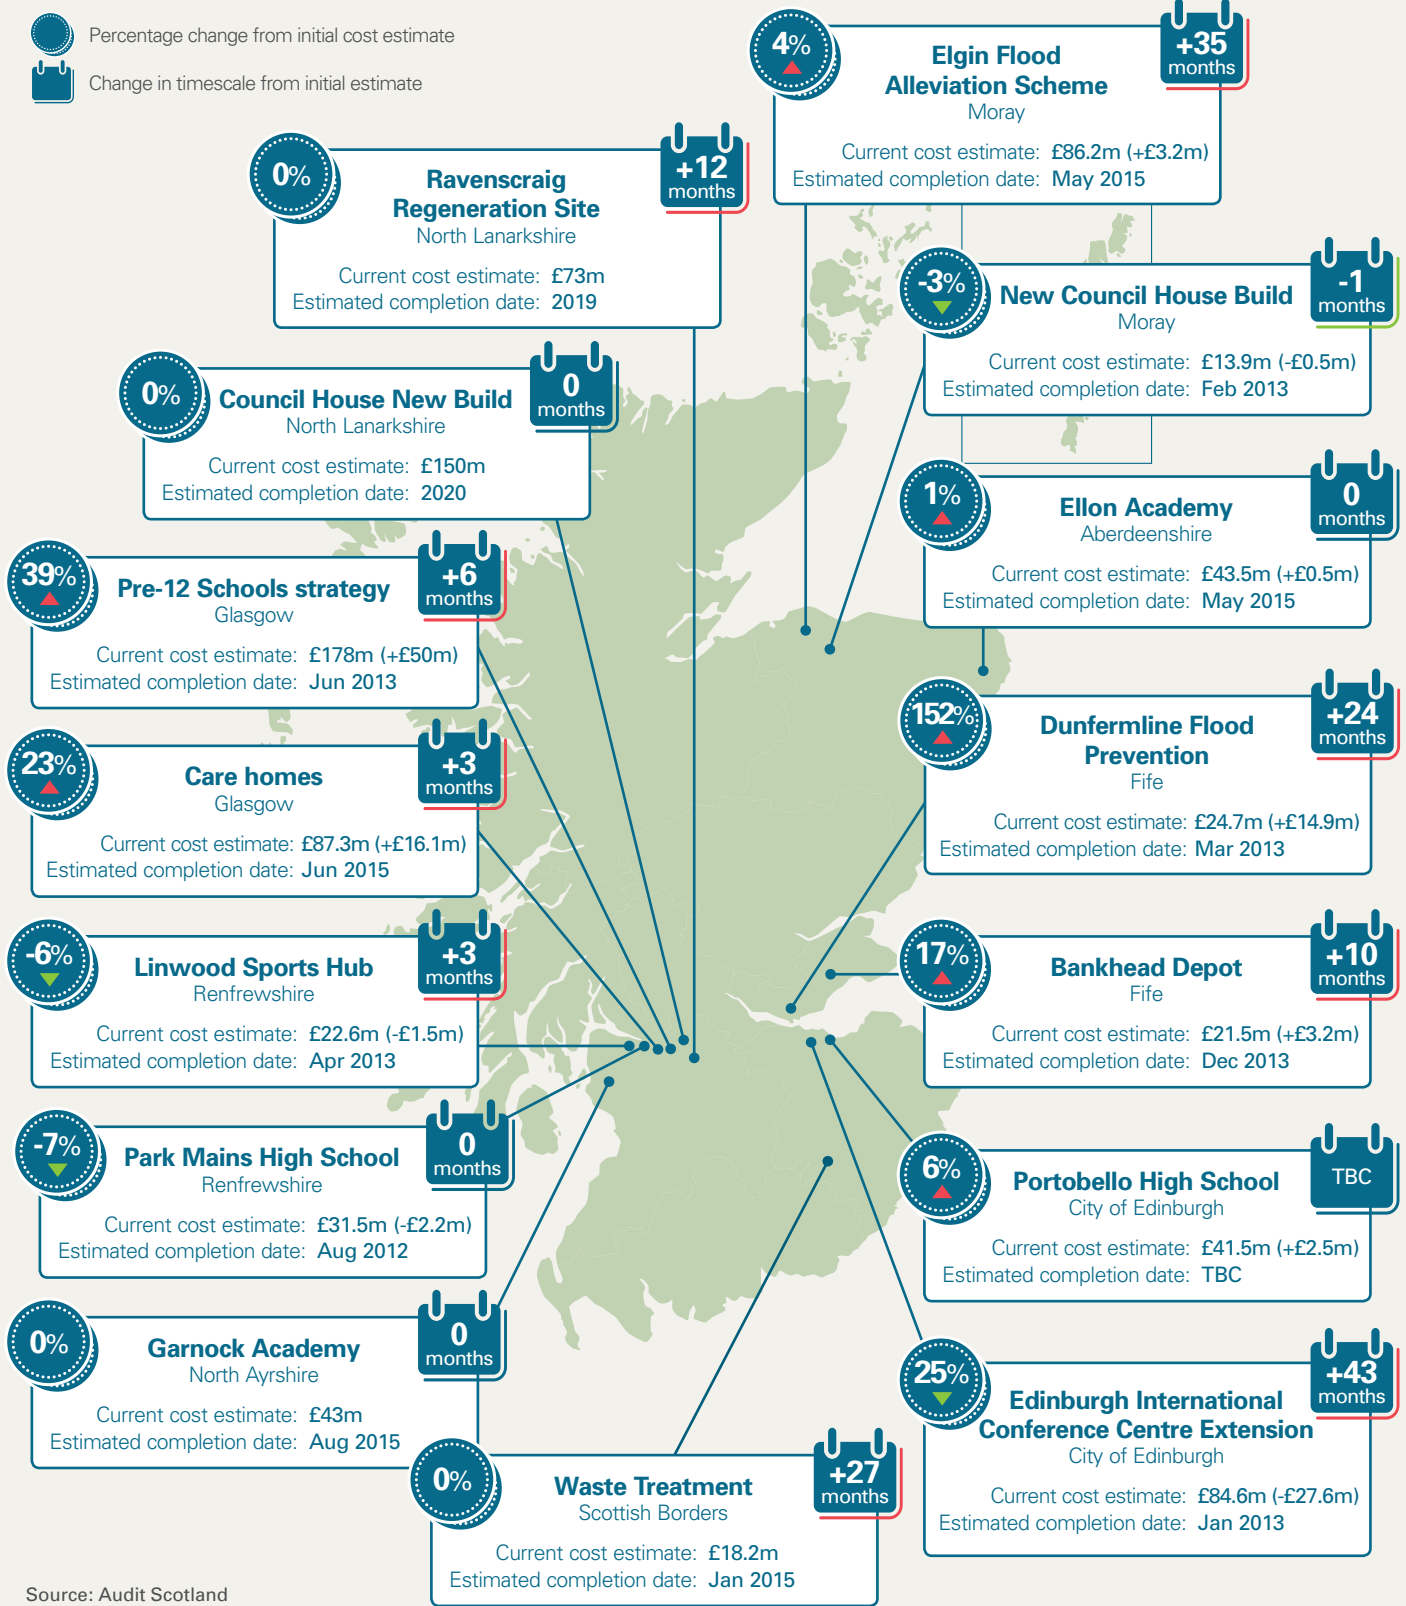 Percentage change from initial cost estimate
Change in timescale from initial estimate
4%
Elgin Flood
Alleviation Scheme
Moray
+35
months
Current cost estimate: £86.2m (+£3.2m)
Estimated completion date: May 2015
0%
Ravenscraig
Regeneration Site
North Lanarkshire
+12
months
Current cost estimate: £73m
Estimated completion date: 2019
-3%
New Council House Build
Moray
-1
months
Current cost estimate: £13.9m (-£0.5m)
Estimated completion date: Feb 2013
0%
Council House New Build
North Lanarkshire
0
months
Current cost estimate: £150m
Estimated completion date: 2020
1%
Ellon Academy
Aberdeenshire
0
months
Current cost estimate: £43.5m (+£0.5m)
Estimated completion date: May 2015
39%
Pre-12 Schools strategy
Glasgow
+6
months
Current cost estimate: £178m (+£50m)
Estimated completion date: Jun 2013
152%
Dunfermline Flood
Prevention
Fife
+24
months
Current cost estimate: £24.7m (+£14.9m)
Estimated completion date: Mar 2013
23%
Care homes
Glasgow
+3
months
Current cost estimate: £87.3m (+£16.1m)
Estimated completion date: Jun 2015
-6%
Linwood Sports Hub
Renfrewshire
+3
months
Current cost estimate: £22.6m (-£1.5m)
Estimated completion date: Apr 2013
17%
Bankhead Depot
Fife
+10
months
Current cost estimate: £21.5m (+£3.2m)
Estimated completion date: Dec 2013
-7%
Park Mains High School
Renfrewshire
0
months
Current cost estimate: £31.5m (-£2.2m)
Estimated completion date: Aug 2012
6%
Portobello High School
City of Edinburgh
TBC
Current cost estimate: £41.5m (+£2.5m)
Estimated completion date: TBC
0%
Garnock Academy
North Ayrshire
0
months
Current cost estimate: £43m
Estimated completion date: Aug 2015
25%
Edinburgh International
Conference Centre Extension
City of Edinburgh
+43
months
Current cost estimate: £84.6m (-£27.6m)
Estimated completion date: Jan 2013
0%
Waste Treatment
Scottish Borders
+27
months
Current cost estimate: £18.2m
Estimated completion date: Jan 2015
Source: Audit Scotland